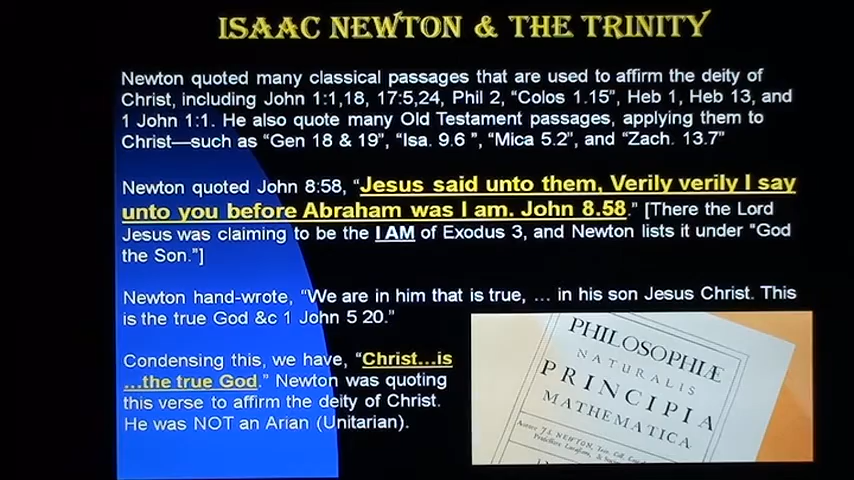 ISAAC NEWTON & THE TRINITY
Newton quoted many classical passages that are used to affirm the deity of
Christ, including John 1:1,18, 17:5,24, Phil 2, "Colos 1.15", Heb 1, Heb 13, and
1 John 1:1. He also quote many Old Testament passages, applying them to
Christ—such as "Gen 18 & 19", "Isa. 9.6 ", "Mica 5.2", and "Zach. 13.7"
Newton quoted John 8:58, "Jesus said unto them, Verily verily I say
unto you before Abraham was I am. John 8.58." [There the Lord
Jesus was claiming to be the I AM of Exodus 3, and Newton lists it under "God
the Son."]
Newton hand-wrote, "We are in him that is true, … in his son Jesus Christ. This
is the true God &c 1 John 5 20."
Condensing this, we have, "Christ…is
…the true God." Newton was quoting
this verse to affirm the deity of Christ.
He was NOT an Arian (Unitarian).
PHILOSOPHIÆ
NATURALIS
PRINCIPIA
MATHEMATICA